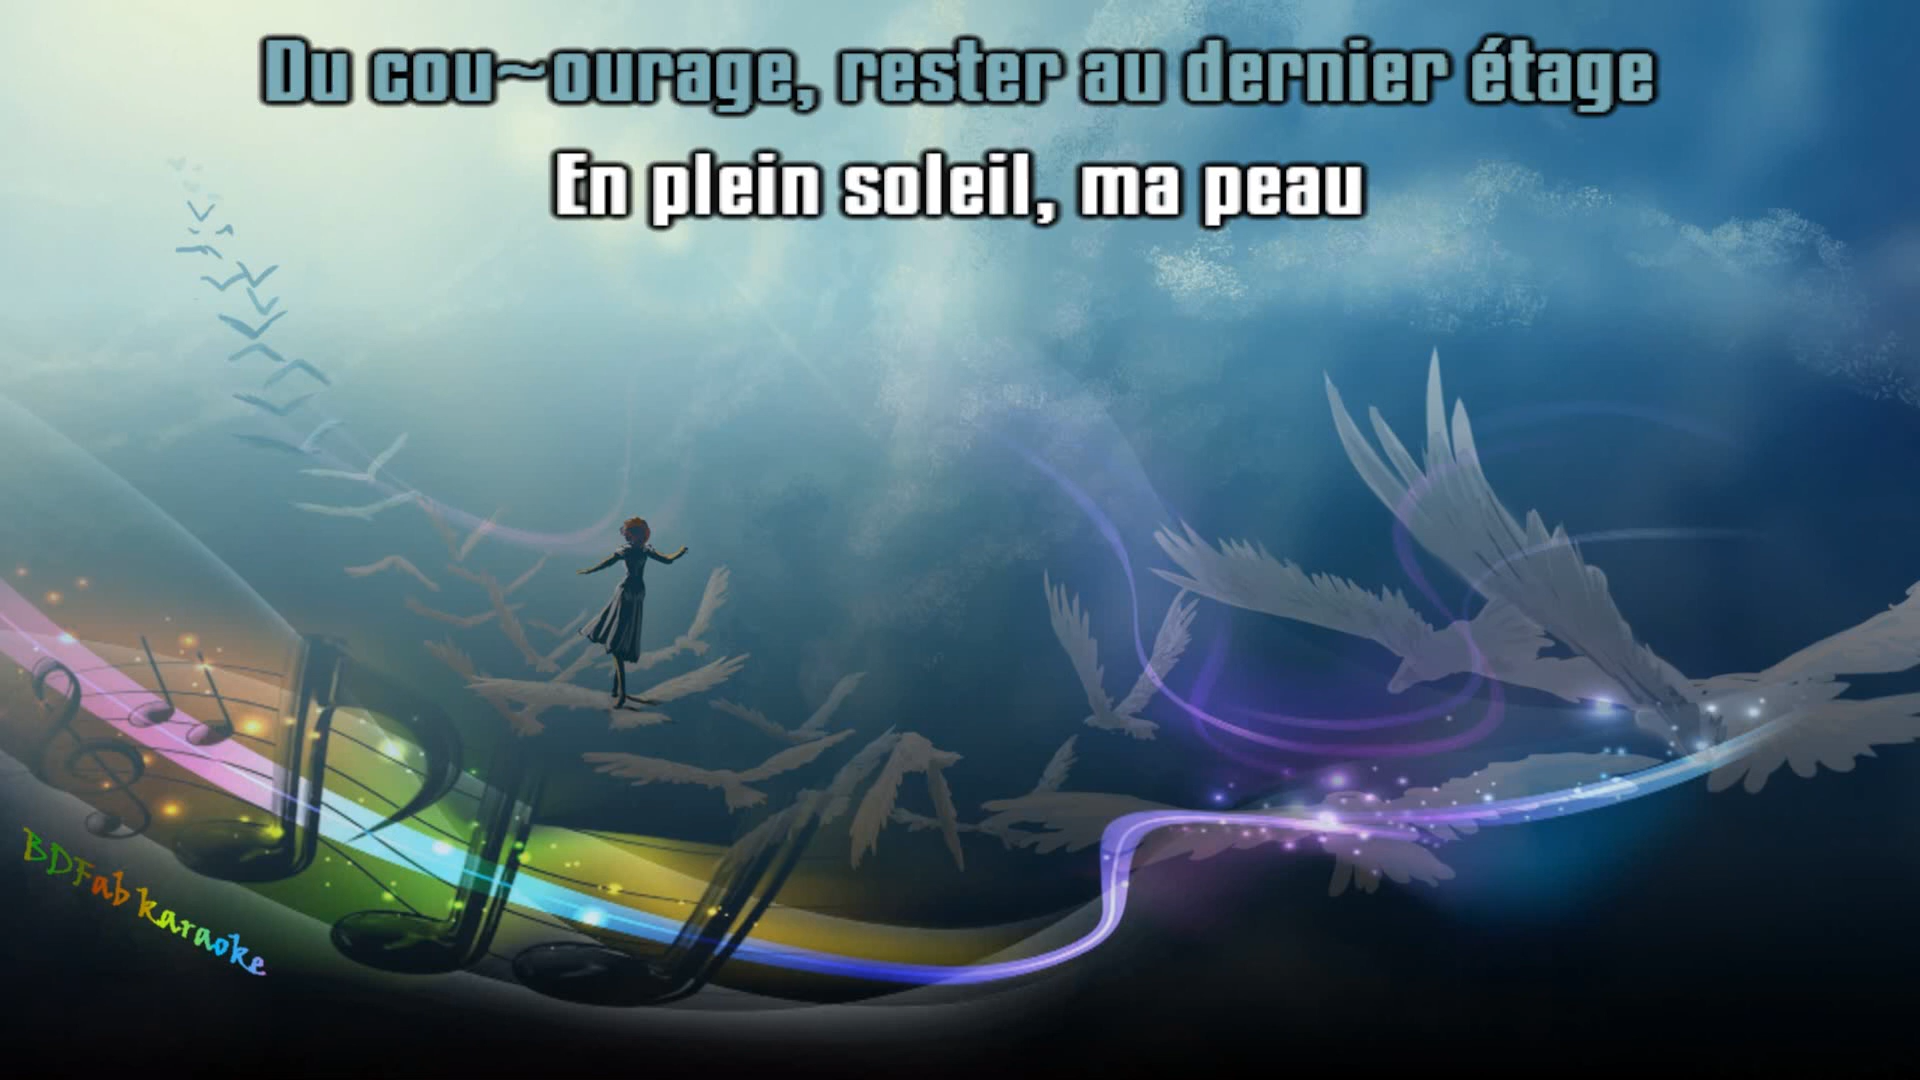 Du cou~ourage, rester au dernier étage
En plein soleil, ma peau
BDFab karaoke